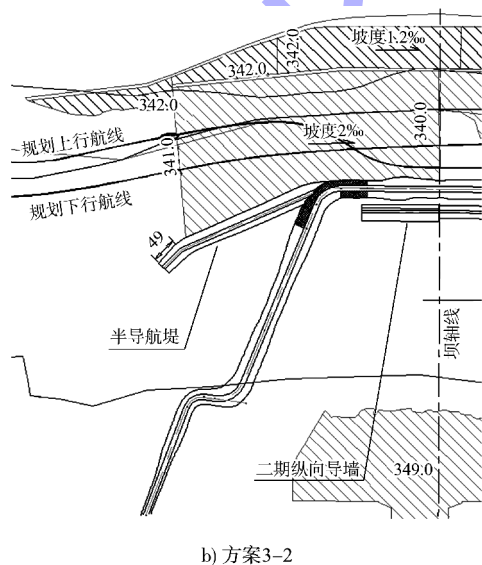 坡度1.2‰
342.0
342.0
342.0
规划上行航线
坡度2‰
340.0
341.0
规划下行航线
49
半导航堤
坝轴线
二期纵向导墙
349.0
b) 方案3-2